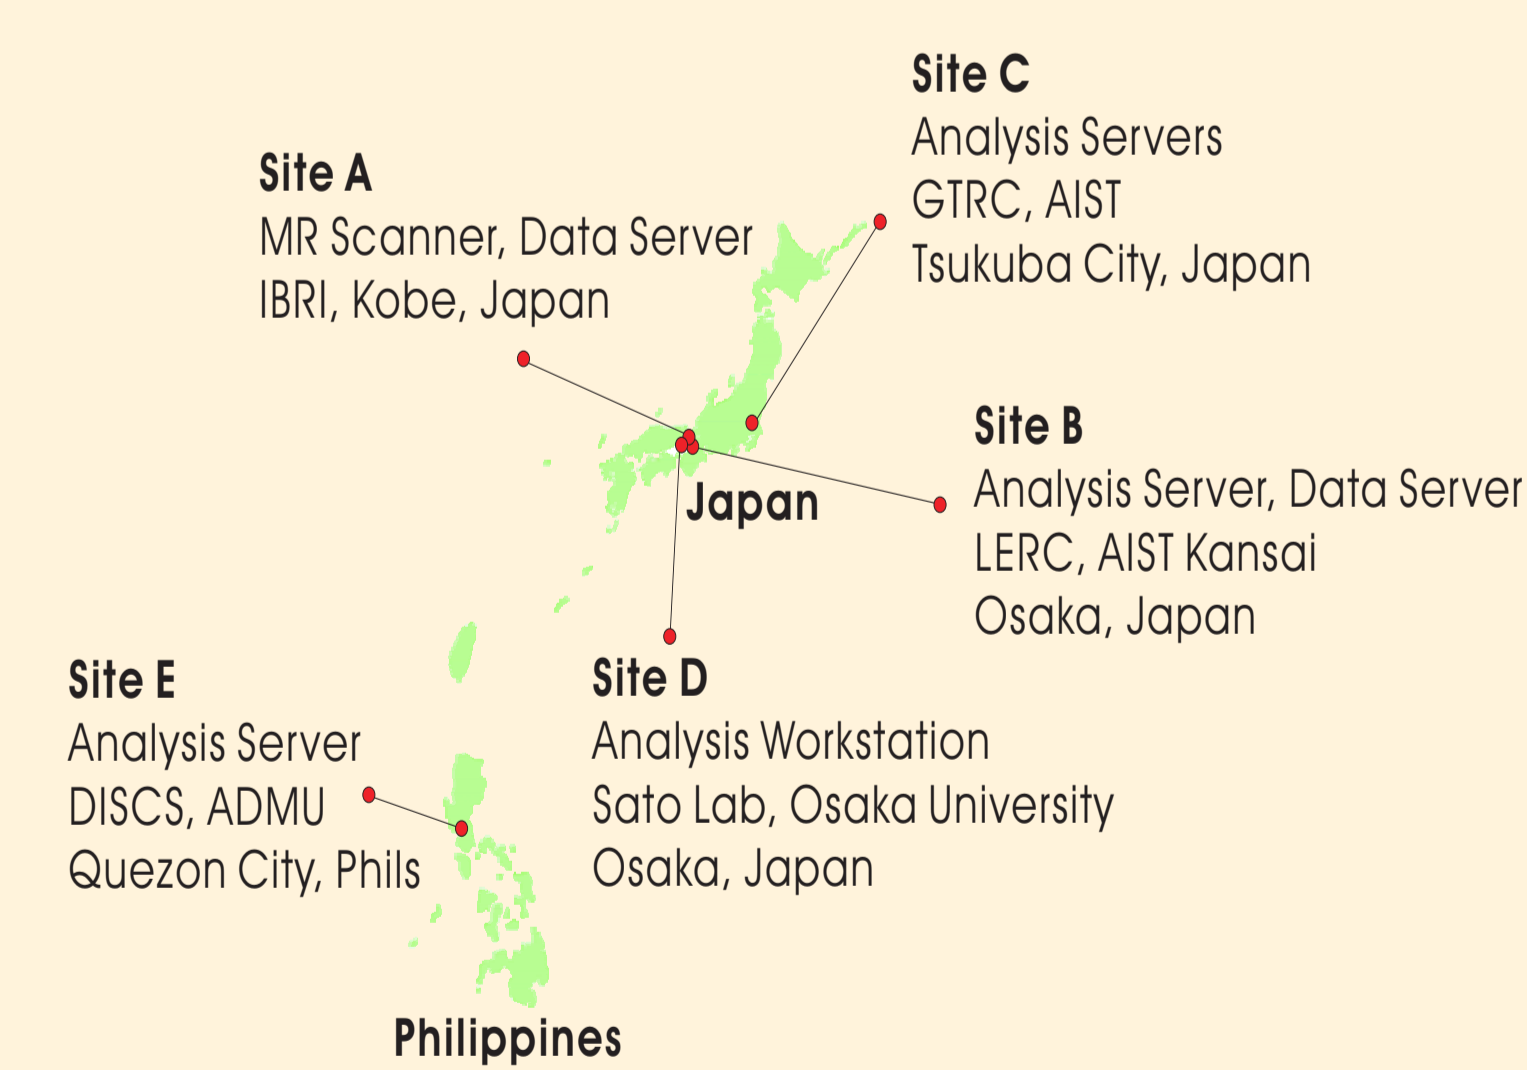 Site C
Analysis Servers
GTRC, AIST
Tsukuba City, Japan
Site A
MR Scanner, Data Server
IBRI, Kobe, Japan
Site B
Analysis Server, Data Server
LERC, AIST Kansai
Osaka, Japan
Japan
Site E
Analysis Server
DISCS, ADMU
Quezon City, Phils
Site D
Analysis Workstation
Sato Lab, Osaka University
Osaka, Japan
Philippines